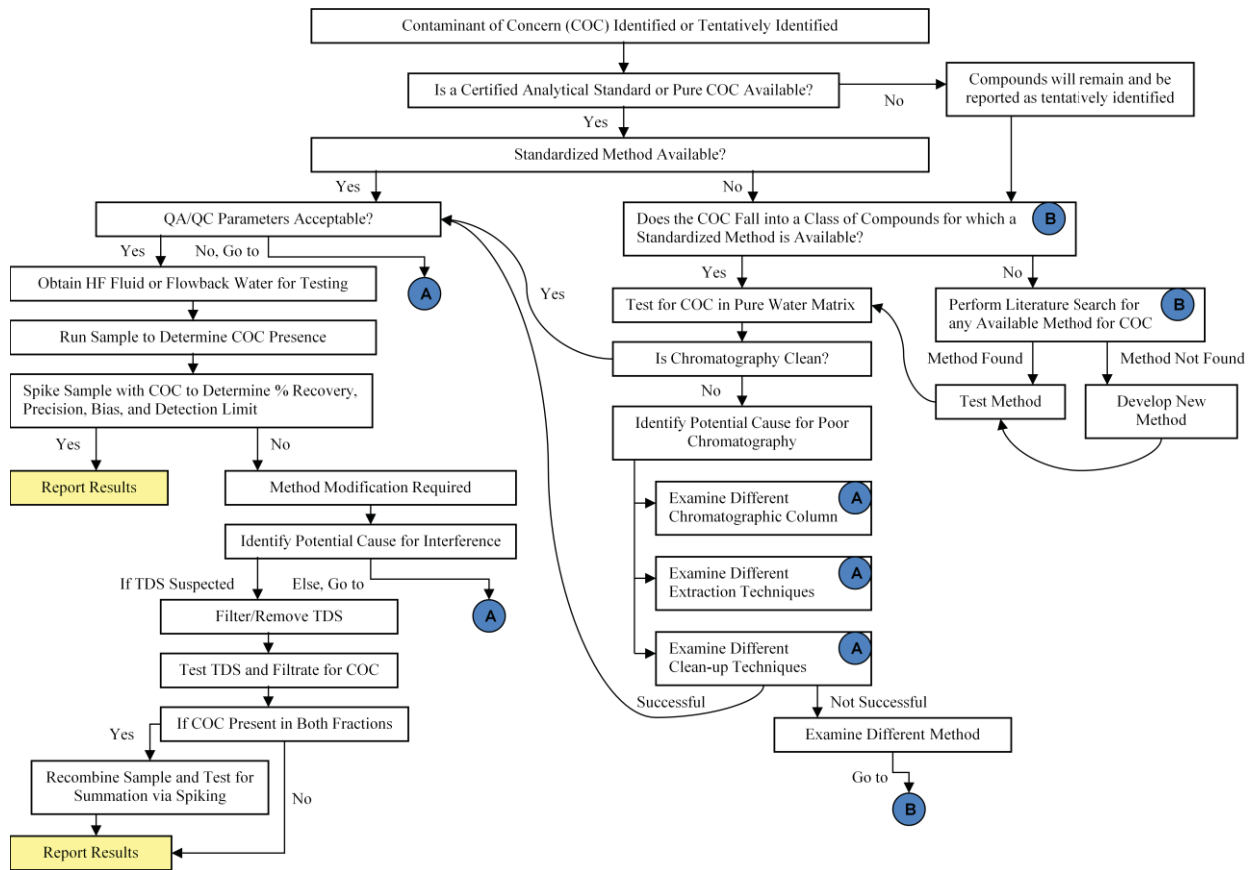 Contaminant of Concern (COC) Identified or Tentatively Identified
Is a Certified Analytical Standard or Pure COC Available?
No
Compounds will remain and be
reported as tentatively identified
Yes
Standardized Method Available?
Yes
No
QA/QC Parameters Acceptable?
Does the COC Fall into a Class of Compounds for which a
Standardized Method is Available?
B
Yes
No, Go to
A
Obtain HF Fluid or Flowback Water for Testing
Run Sample to Determine COC Presence
Spike Sample with COC to Determine % Recovery,
Precision, Bias, and Detection Limit
Yes
No
Report Results
Method Modification Required
Identify Potential Cause for Interference
If TDS Suspected
Else, Go to
A
Filter/Remove TDS
Test TDS and Filtrate for COC
If COC Present in Both Fractions
Yes
No
Recombine Sample and Test for
Summation via Spiking
Report Results
Yes
No
Test for COC in Pure Water Matrix
Perform Literature Search for
any Available Method for COC
B
Yes
Is Chromatography Clean?
Method Found
Method Not Found
No
Test Method
Develop New
Method
Identify Potential Cause for Poor
Chromatography
Examine Different
Chromatographic Column
A
Examine Different
Extraction Techniques
A
Examine Different
Clean-up Techniques
A
Successful
Not Successful
Examine Different Method
Go to
B